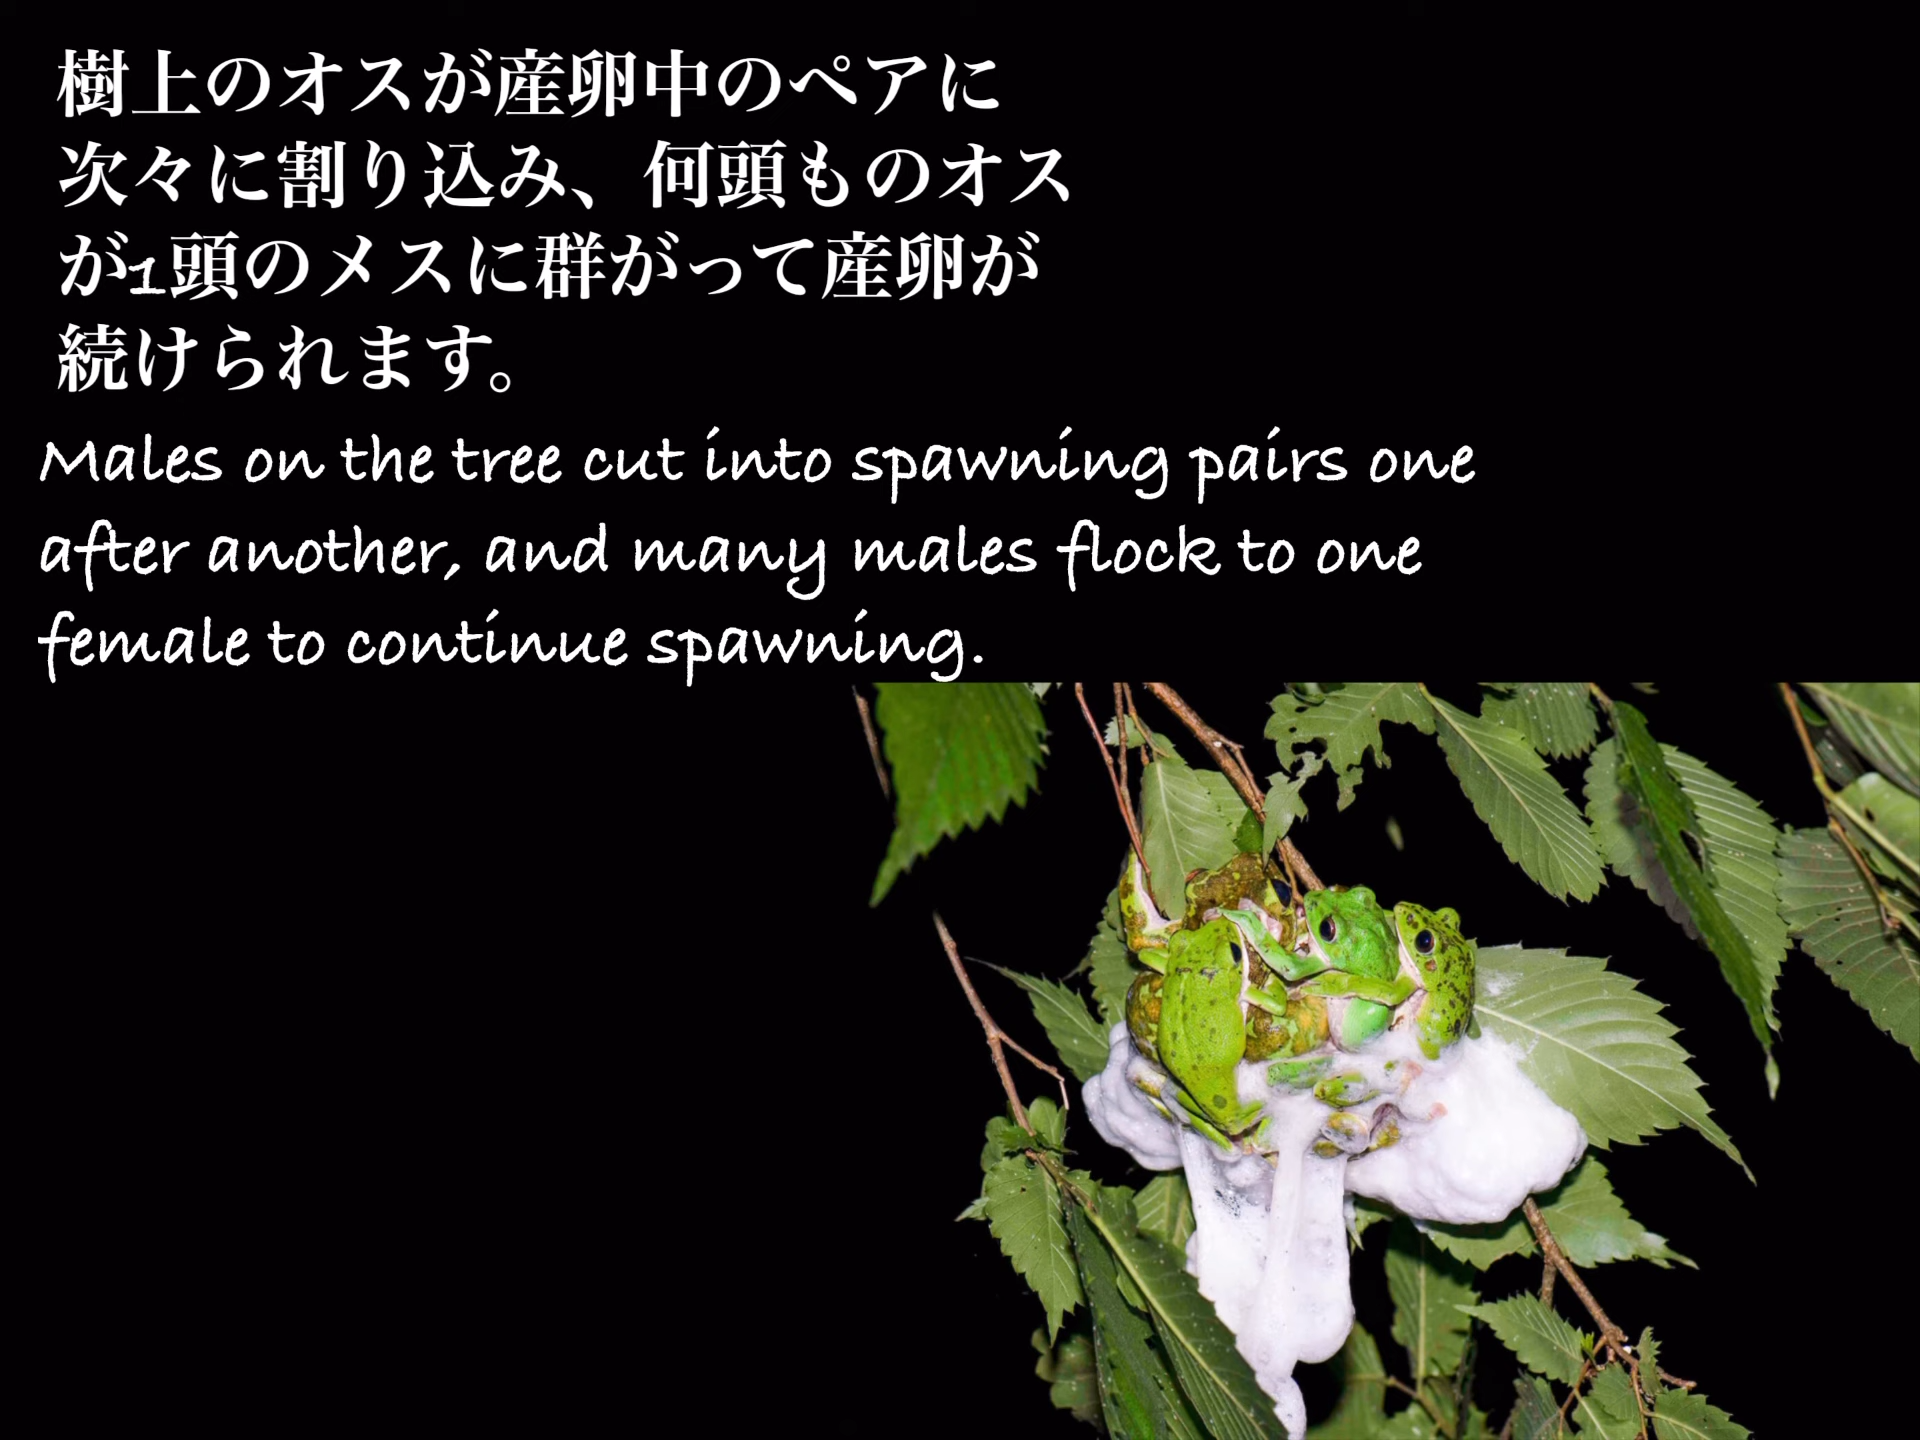 樹上のオスが産卵中のペアに
次々に割り込み、何頭ものオス
が1頭のメスに群がって産卵が
続けられます。
Males on the tree cut into spawning pairs one
after another, and many males flock to one
female to continue spawning.